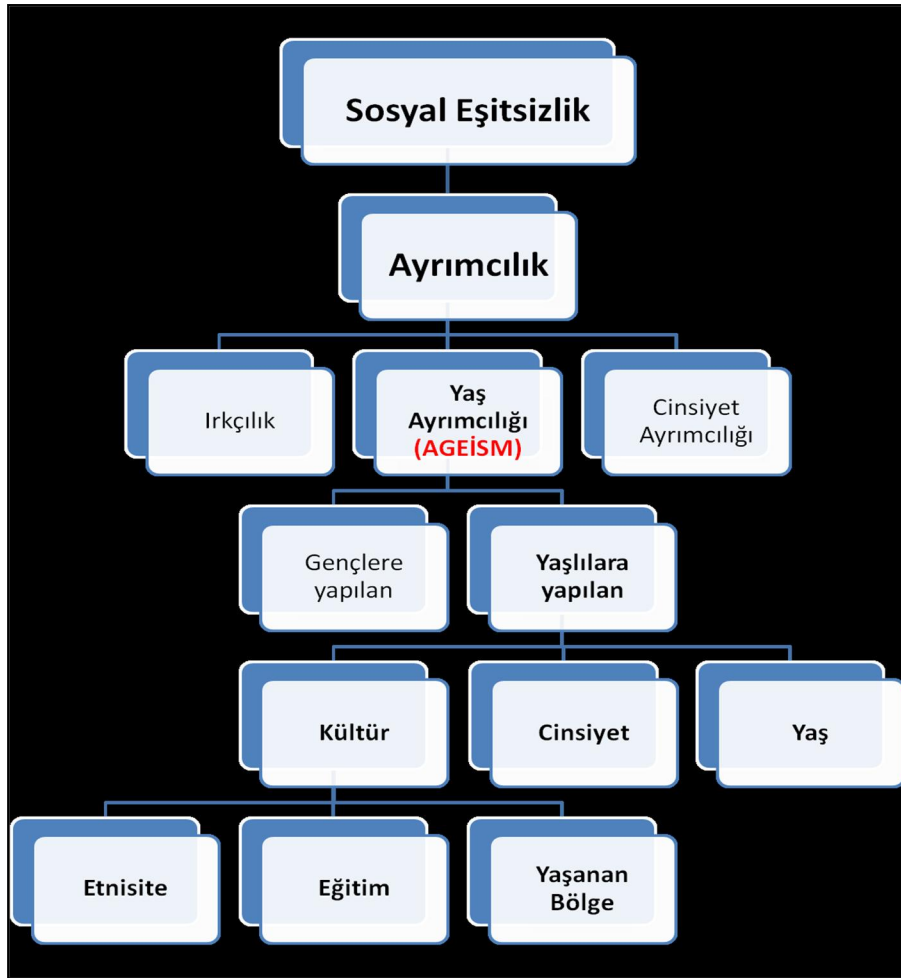 Sosyal Eşitsizlik
Ayrımcılık
Irkçılık
Yaş
Ayrımcılığı
(AGEİSM)
Cinsiyet
Ayrımcılığı
Gençlere
yapılan
Yaşlılara
yapılan
Kültür
Cinsiyet
Yaş
Etnisite
Eğitim
Yaşanan
Bölge